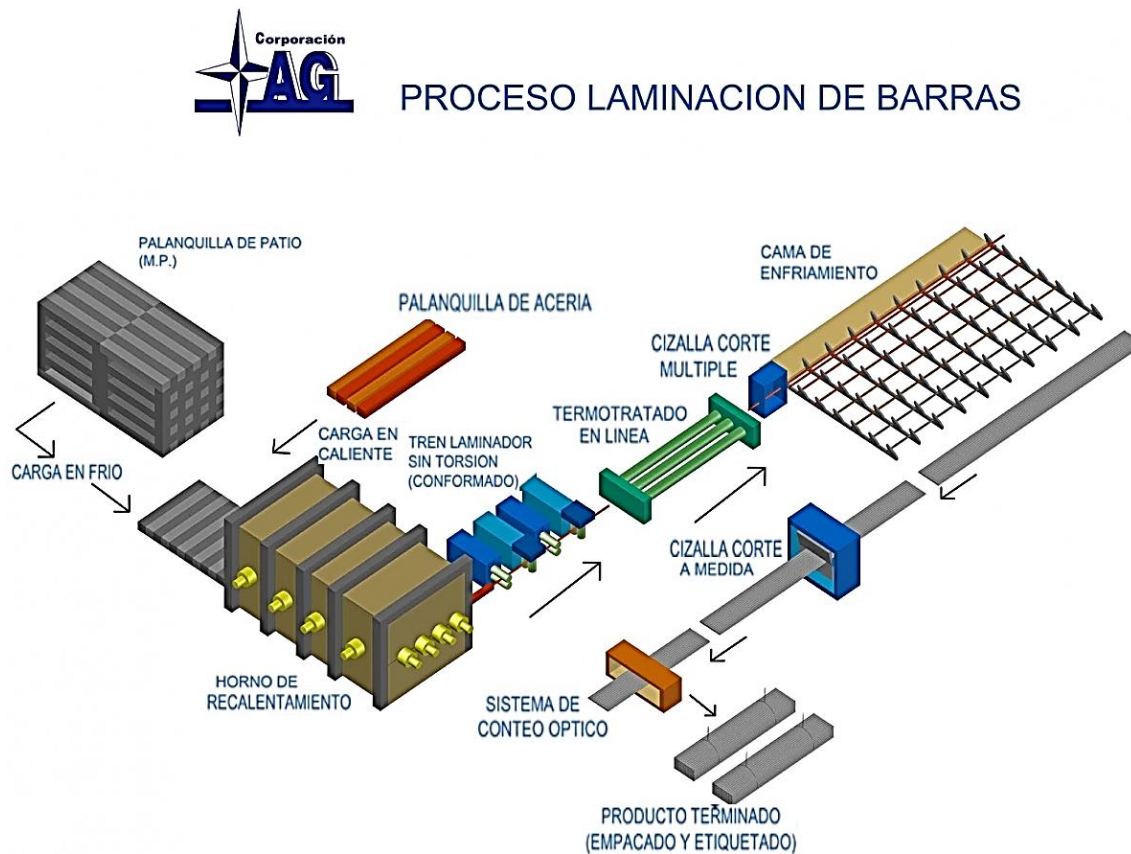 Corporación
AG
PROCESO LAMINACION DE BARRAS
PALANQUILLA DE PATIO
(M.P.)
PALANQUILLA DE ACERIA
CAMA DE
ENFRIAMIENTO
CIZALLA CORTE
MULTIPLE
TERMOTRATADO
EN LINEA
CARGA EN
CALIENTE
TREN LAMINADOR
SIN TORSION
(CONFORMADO)
CARGA EN FRIO
CIZALLA CORTE
A MEDIDA
HORNO DE
RECALENTAMIENTO
SISTEMA DE
CONTEO OPTICO
PRODUCTO TERMINADO
(EMPACADO Y ETIQUETADO)